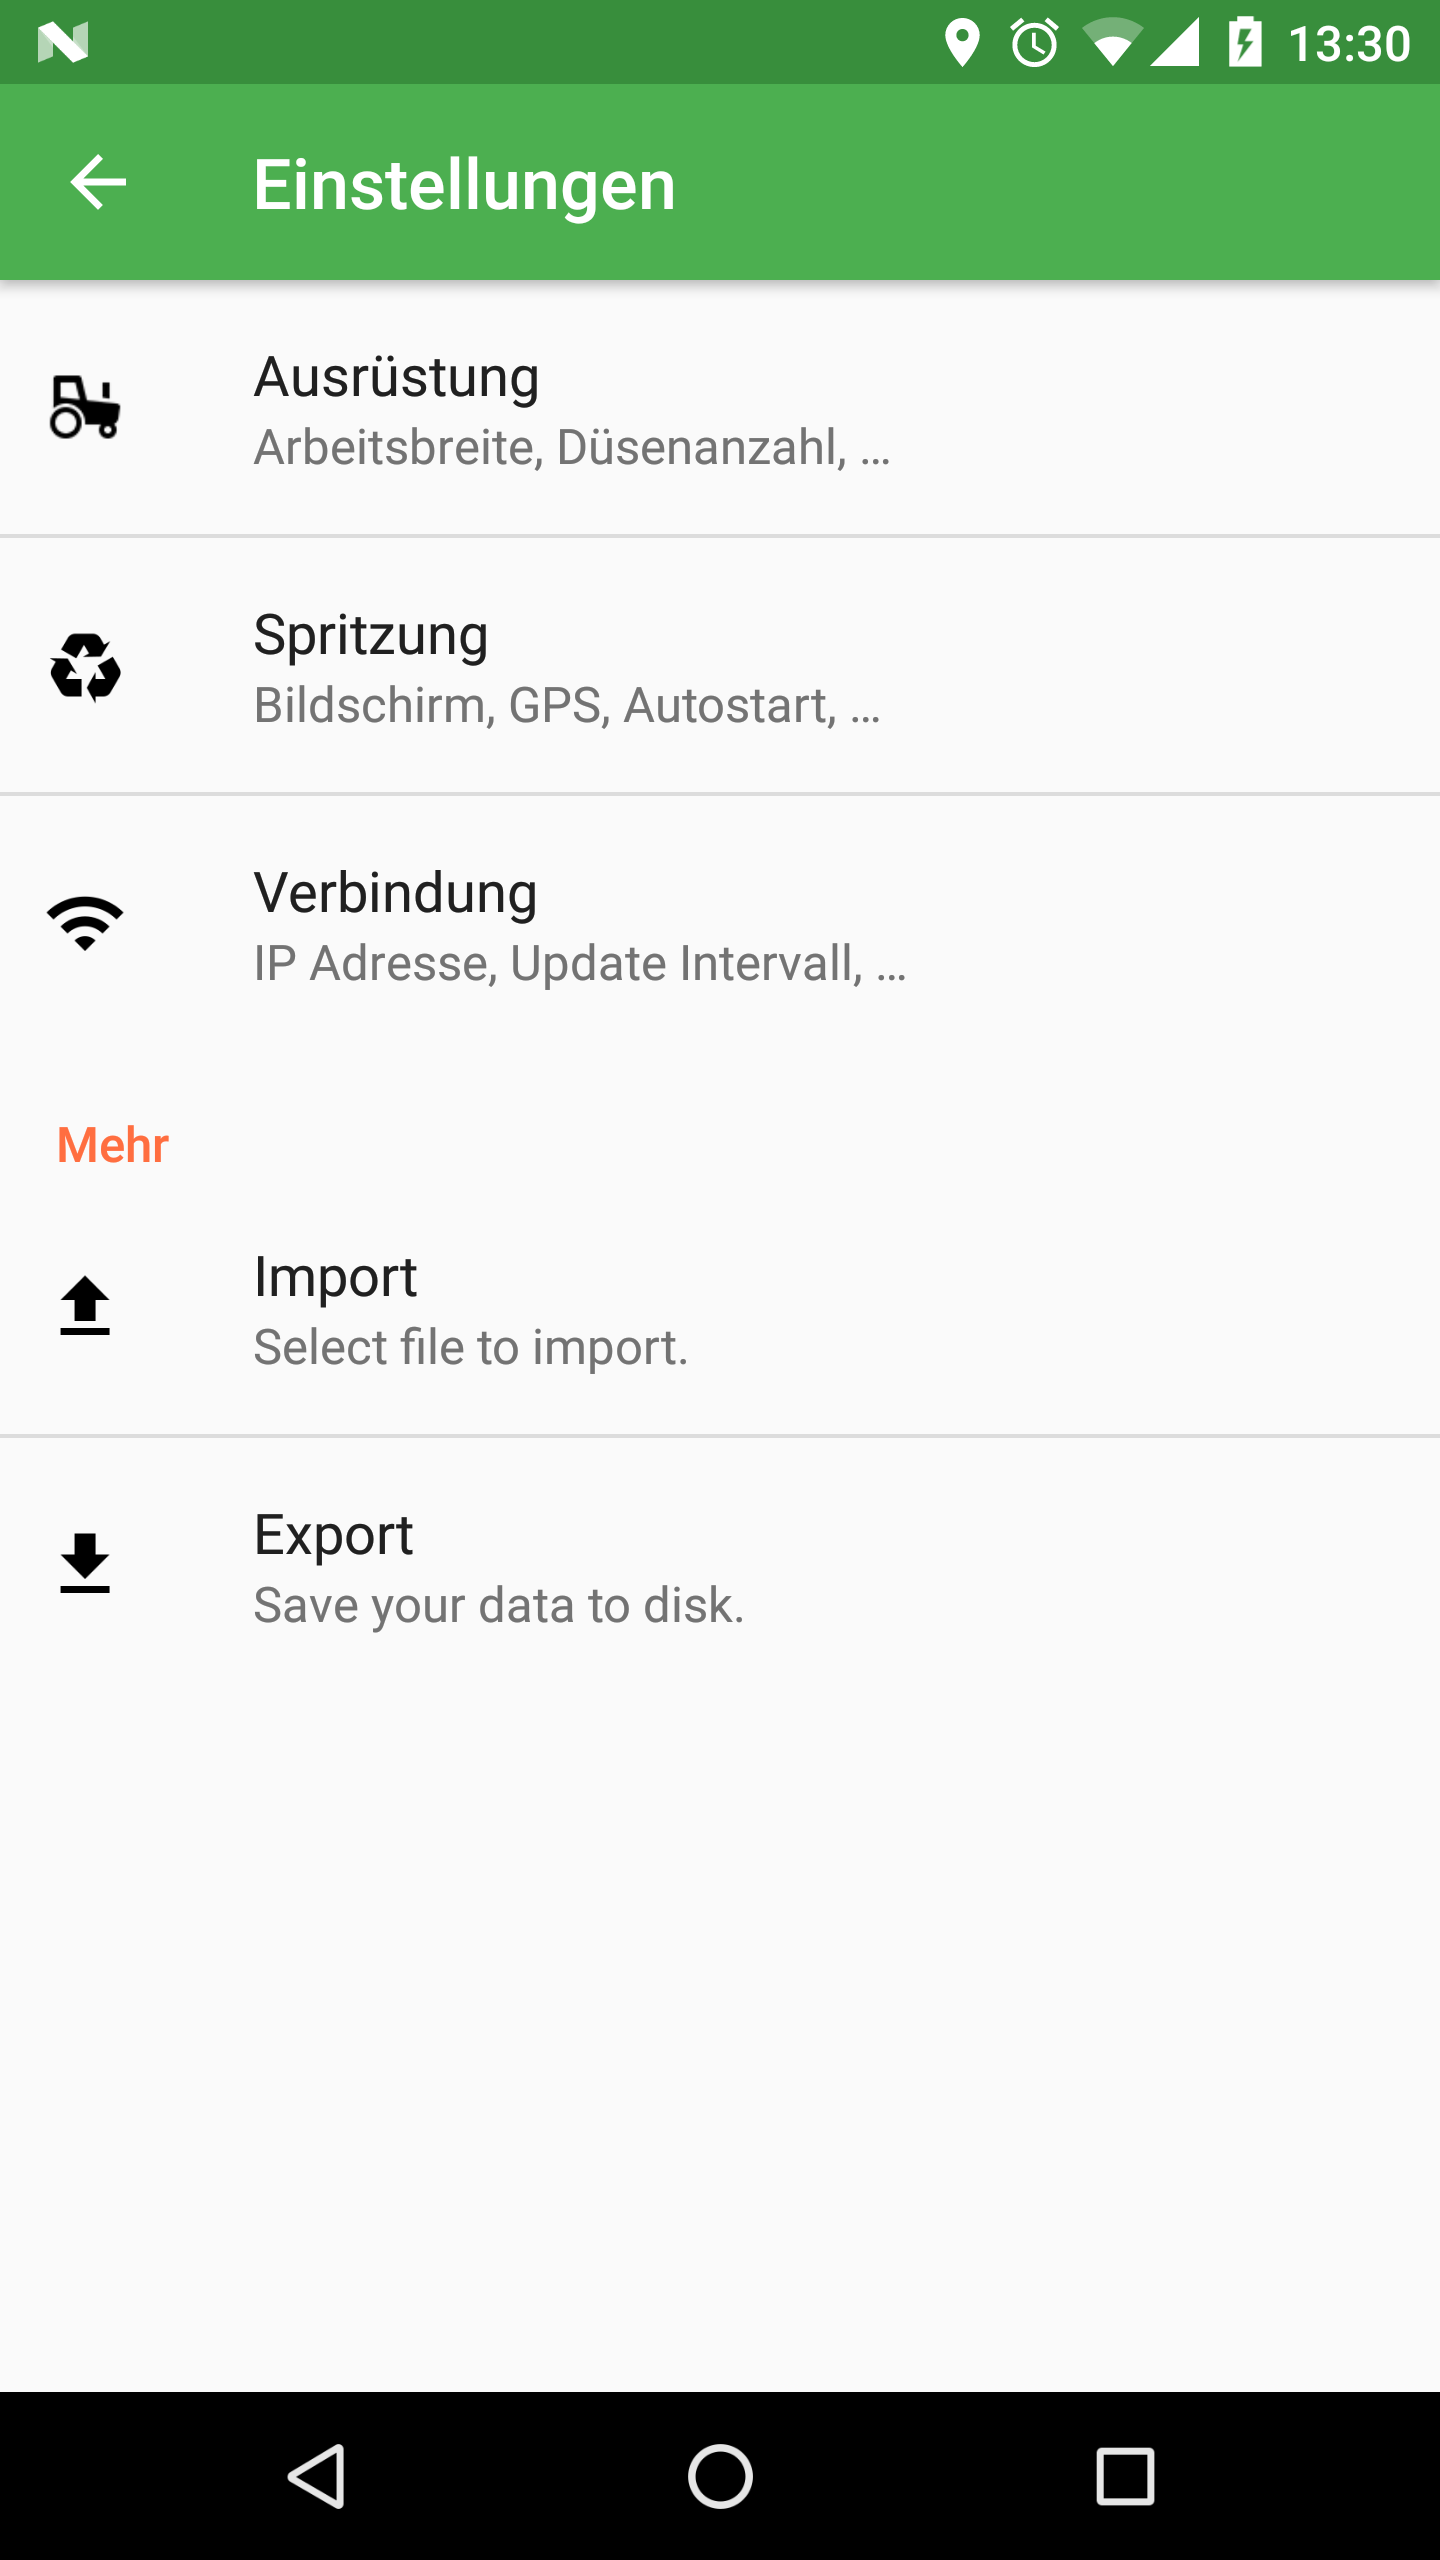 13:30
Einstellungen
Ausrüstung
Arbeitsbreite, Düsenanzahl, ...
Spritzung
Bildschirm, GPS, Autostart, ...
Verbindung
IP Adresse, Update Intervall, ...
Mehr
Import
Select file to import.
Export
Save your data to disk.